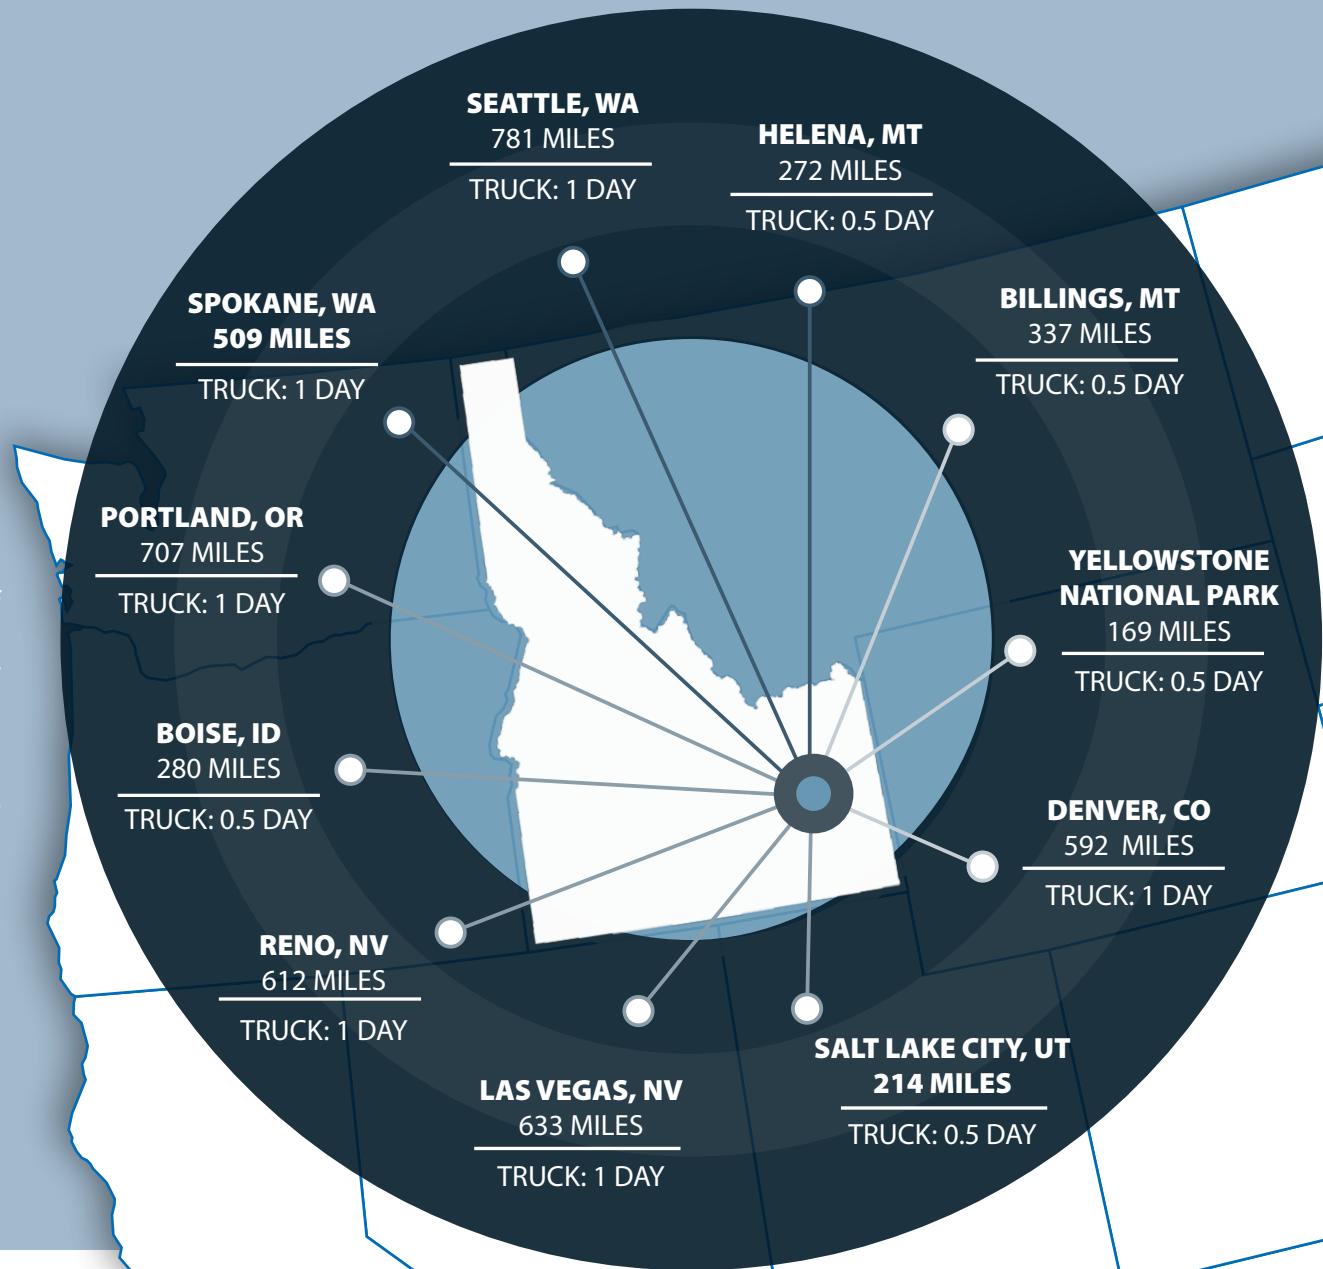 SEATTLE, WA
781 MILES
TRUCK: 1 DAY
HELENA, MT
272 MILES
TRUCK: 0.5 DAY
SPOKANE, WA
509 MILES
TRUCK: 1 DAY
BILLINGS, MT
337 MILES
TRUCK: 0.5 DAY
PORTLAND, OR
707 MILES
TRUCK: 1 DAY
YELLOWSTONE
NATIONAL PARK
169 MILES
TRUCK: 0.5 DAY
BOISE, ID
280 MILES
TRUCK: 0.5 DAY
DENVER, CO
592 MILES
TRUCK: 1 DAY
RENO, NV
612 MILES
TRUCK: 1 DAY
SALT LAKE CITY, UT
214 MILES
TRUCK: 0.5 DAY
LAS VEGAS, NV
633 MILES
TRUCK: 1 DAY